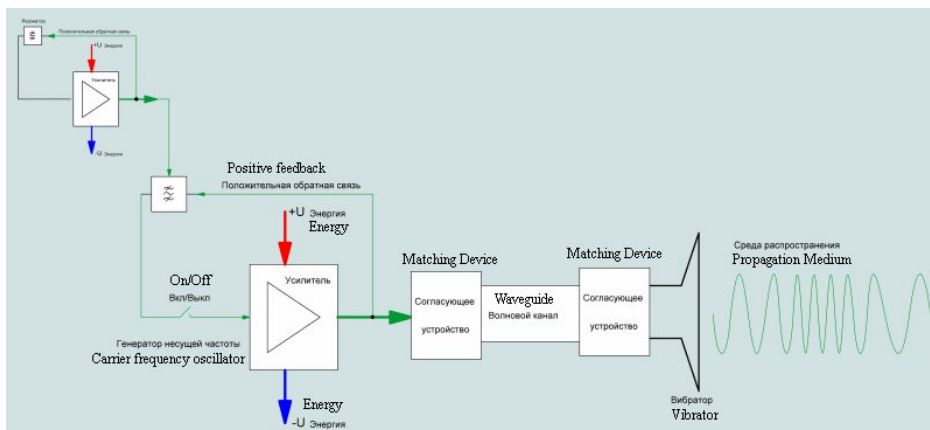 Резонатор
Положительная обратная связь
+U Энергия
Усилитель
-U Энергия
Positive feedback
Положительная обратная связь
+U Энергия
Energy
On/Off
Вкл/Выкл
Усилитель
Генератор несущей частоты
Carrier frequency oscillator
Energy
-U Энергия
Matching Device
Согласующее
устройство
Waveguide
Волновой канал
Matching Device
Согласующее
устройство
Вибратор
Vibrator
Среда распространения
Propagation Medium